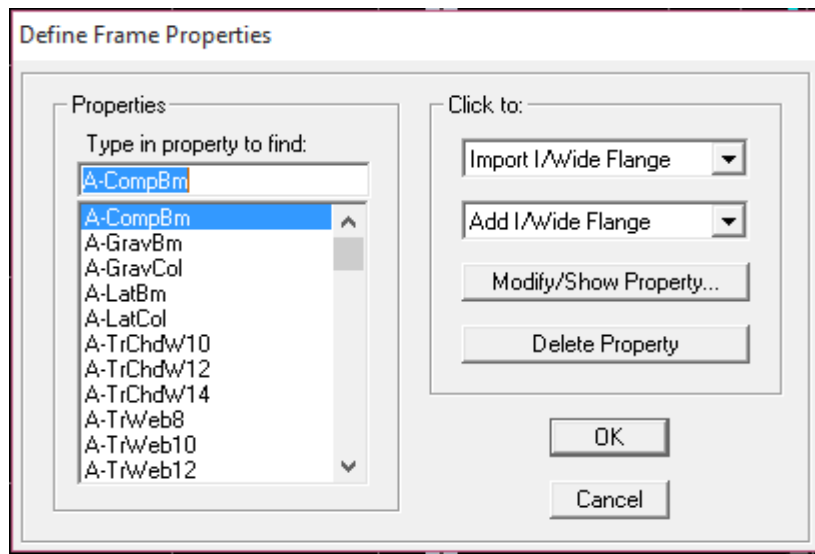 Define Frame Properties
Properties
Type in property to find:
A-CompBm
A-CompBm
A-GravBm
A-GravCol
A-LatBm
A-LatCol
A-TrChdW10
A-TrChdW12
A-TrChdW14
A-TrWeb8
A-TrWeb10
A-TrWeb12
Click to:
Import I/Wide Flange
Add I/Wide Flange
Modify/Show Property...
Delete Property
OK
Cancel